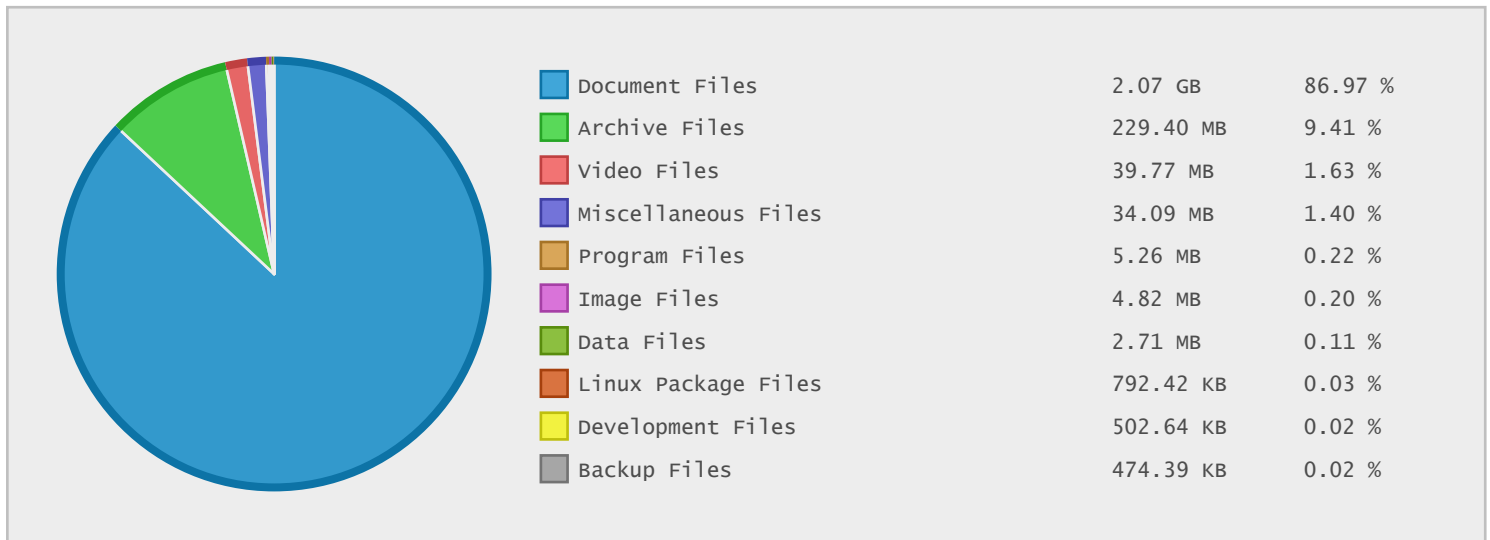 Document Files 2.07 GB 86.97 %
Archive Files 229.40 MB 9.41 %
Video Files 39.77 MB 1.63 %
Miscellaneous Files 34.09 MB 1.40 %
Program Files 5.26 MB 0.22 %
Image Files 4.82 MB 0.20 %
Data Files 2.71 MB 0.11 %
Linux Package Files 792.42 KB 0.03 %
Development Files 502.64 KB 0.02 %
Backup Files 474.39 KB 0.02 %